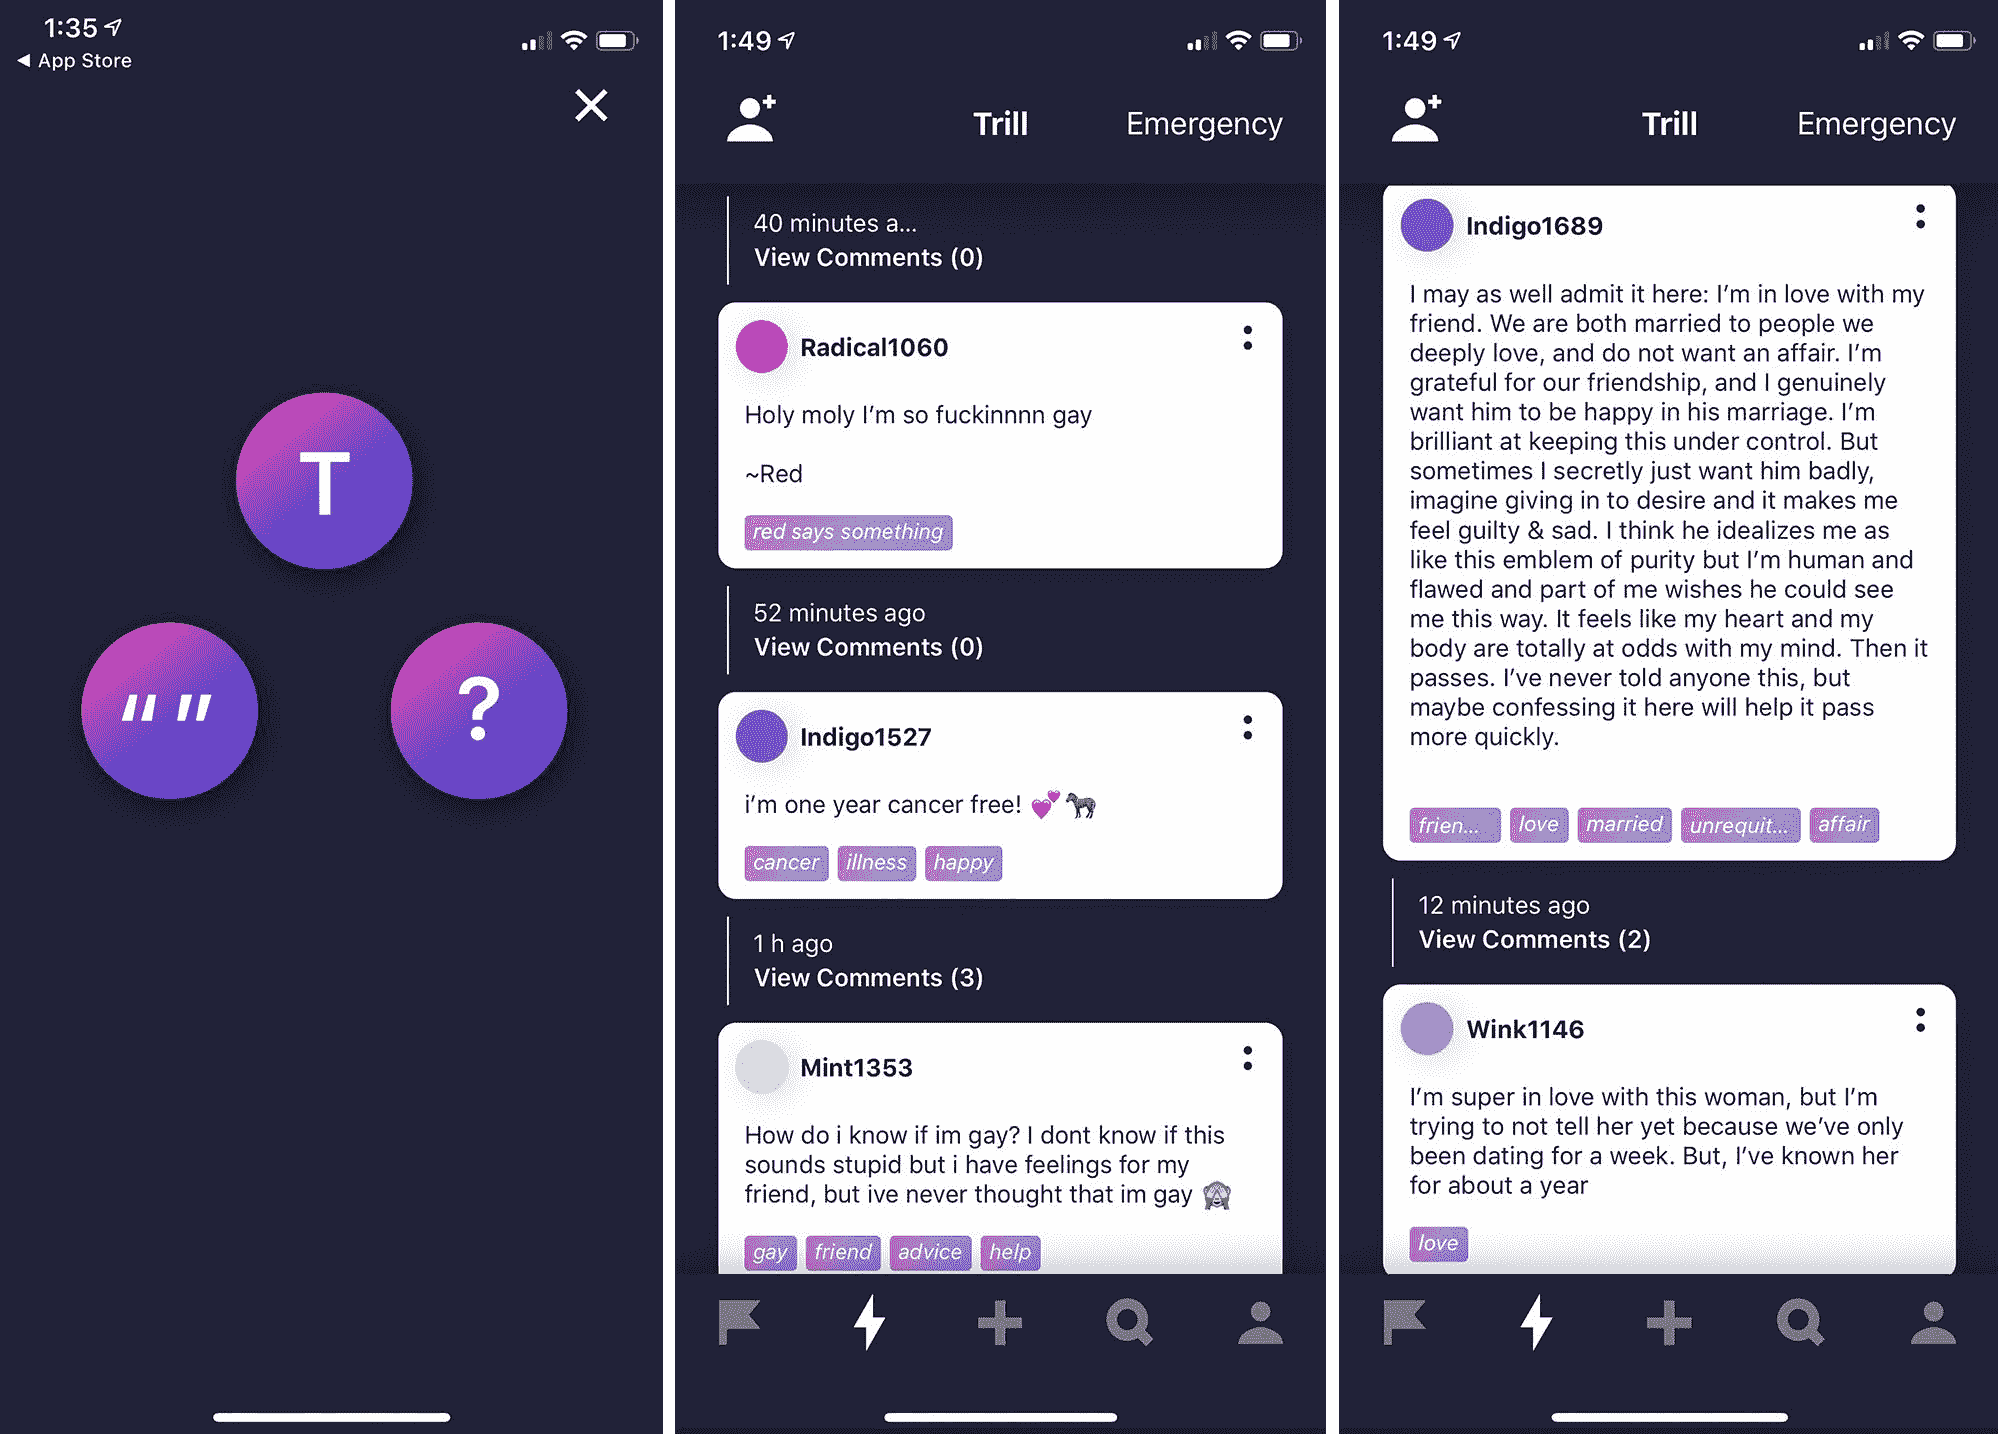 1:35
App Store
T
“ ”
?
1:49
Trill
Emergency
40 minutes a...
View Comments (0)
Radical1060
Holy moly I’m so fuckinnnn gay
~Red
red says something
52 minutes ago
View Comments (0)
Indigo1527
i’m one year cancer free! 💕🦓
cancer illness happy
1 h ago
View Comments (3)
Mint1353
How do i know if im gay? I dont know if this
sounds stupid but i have feelings for my
friend, but ive never thought that im gay 🙈
gay friend advice help
1:49
Trill
Emergency
Indigo1689
I may as well admit it here: I’m in love with my
friend. We are both married to people we
deeply love, and do not want an affair. I’m
grateful for our friendship, and I genuinely
want him to be happy in his marriage. I’m
brilliant at keeping this under control. But
sometimes I secretly just want him badly,
imagine giving in to desire and it makes me
feel guilty & sad. I think he idealizes me as
like this emblem of purity but I’m human and
flawed and part of me wishes he could see
me this way. It feels like my heart and my
body are totally at odds with my mind. Then it
passes. I’ve never told anyone this, but
maybe confessing it here will help it pass
more quickly.
frien... love married unrequit... affair
12 minutes ago
View Comments (2)
Wink1146
I’m super in love with this woman, but I’m
trying to not tell her yet because we’ve only
been dating for a week. But, I’ve known her
for about a year
love